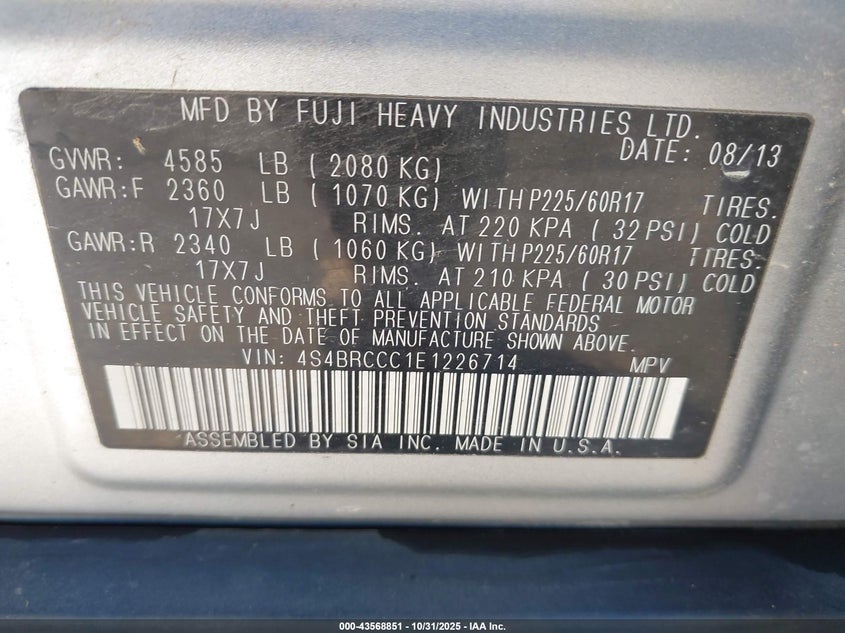 MFD BY FUJI HEAVY INDUSTRIES LTD.
DATE: 08/13
GVWR: 4585 LB ( 2080 KG)
GAWR:F 2360 LB ( 1070 KG) WITH P225/60R17 TIRES.
17X7J RIMS. AT 220 KPA ( 32 PSI) COLD
GAWR:R 2340 LB ( 1060 KG) WITH P225/60R17 TIRES.
17X7J RIMS. AT 210 KPA ( 30 PSI) COLD
THIS VEHICLE CONFORMS TO ALL APPLICABLE FEDERAL MOTOR
VEHICLE SAFETY AND THEFT PREVENTION STANDARDS
IN EFFECT ON THE DATE OF MANUFACTURE SHOWN ABOVE.
VIN: 4S4BRCCC1E1226714 MPV
ASSEMBLED BY SIA INC. MADE IN U.S.A.
000-43568851 - 10/31/2025 - IAA Inc.